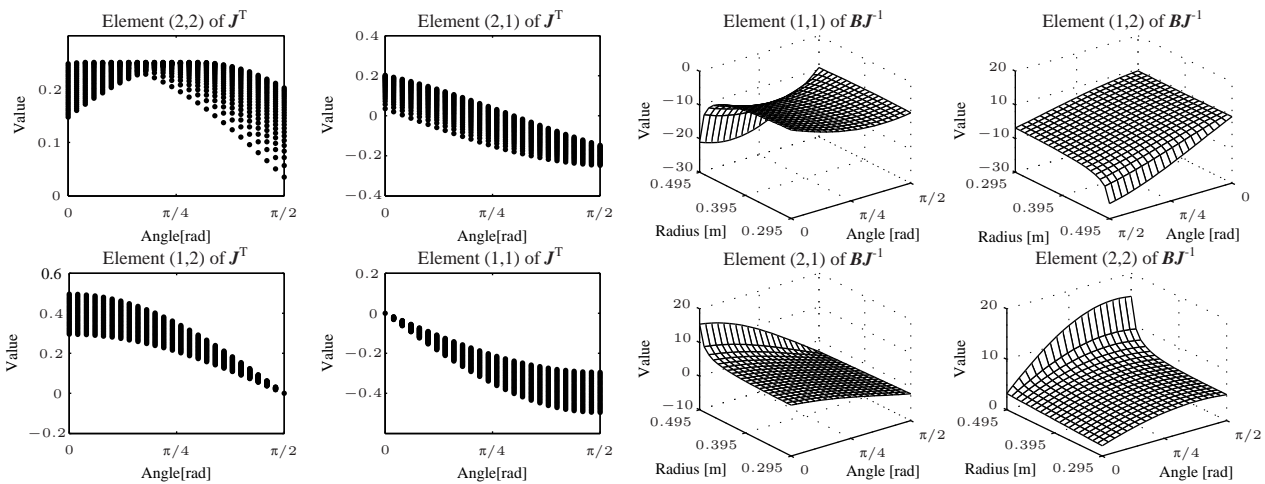 Element (2,2) of J^T
Value
0.2
0.1
0
0
π/4
π/2
Angle[rad]
Element (2,1) of J^T
Value
0.4
0.2
0
−0.2
−0.4
0
π/4
π/2
Angle[rad]
Element (1,1) of BJ^-1
Value
0
−10
−20
−30
0.495
0.395
0.295
Radius [m]
0
π/4
π/2
Angle [rad]
Element (1,2) of BJ^-1
Value
20
−10
−30
0.295
0.395
0.495
Radius [m]
π/2
π/4
0
Angle [rad]
Element (1,2) of J^T
Value
0.6
0.4
0.2
0
−0.2
0
π/4
π/2
Angle[rad]
Element (1,1) of J^T
Value
0.2
0
−0.2
−0.4
−0.6
0
π/4
π/2
Angle[rad]
Element (2,1) of BJ^-1
Value
20
10
0
−10
0.495
0.395
0.295
Radius [m]
0
π/4
π/2
Angle [rad]
Element (2,2) of BJ^-1
Value
20
10
0
0.495
0.395
0.295
Radius [m]
0
π/4
π/2
Angle [rad]